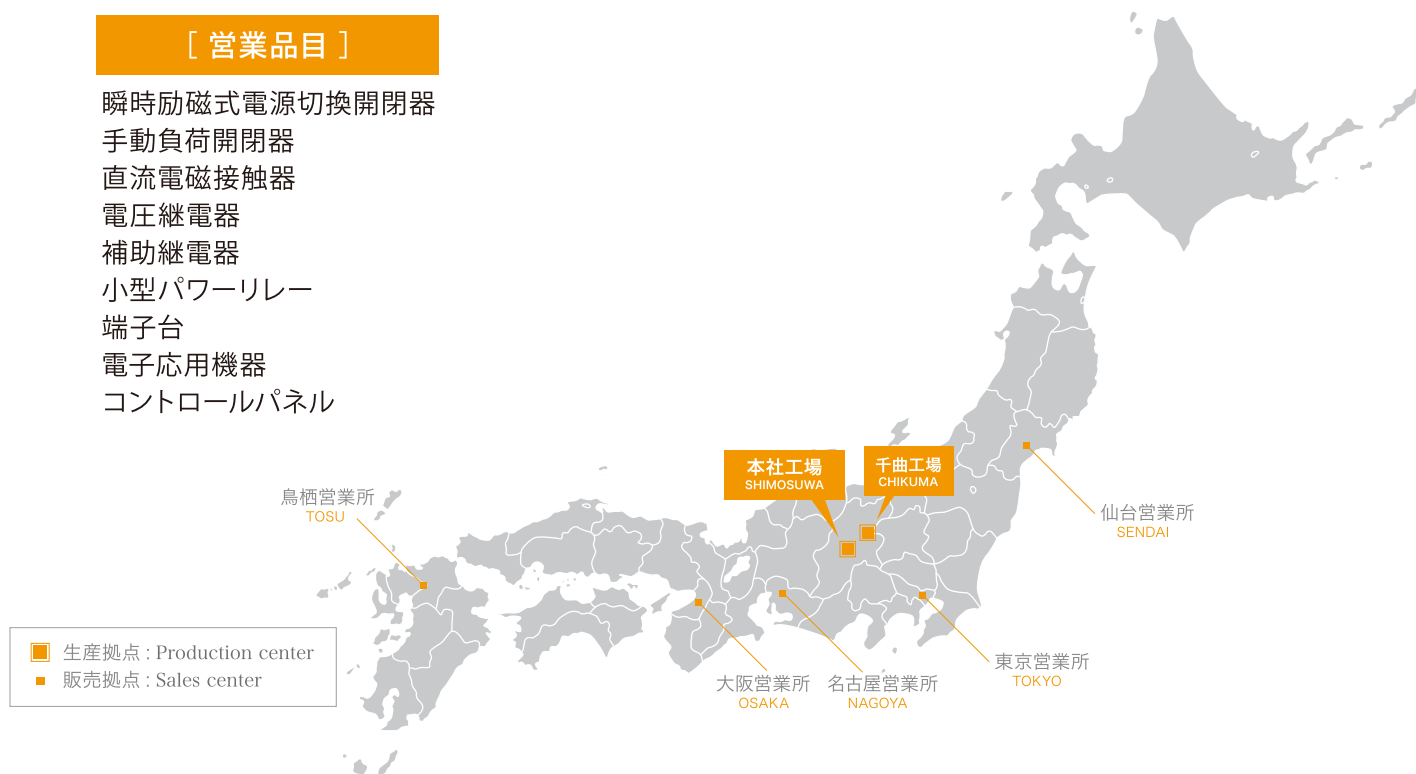 [ 営業品目 ]
瞬時励磁式電源切換開閉器
手動負荷開閉器
直流電磁接触器
電圧継電器
補助継電器
小型パワーリレー
端子台
電子応用機器
コントロールパネル
本社工場
SHIMOSUWA
千曲工場
CHIKUMA
鳥栖営業所
TOSU
仙台営業所
SENDAI
大阪営業所
OSAKA
名古屋営業所
NAGOYA
東京営業所
TOKYO
生産拠点 : Production center
販売拠点 : Sales center